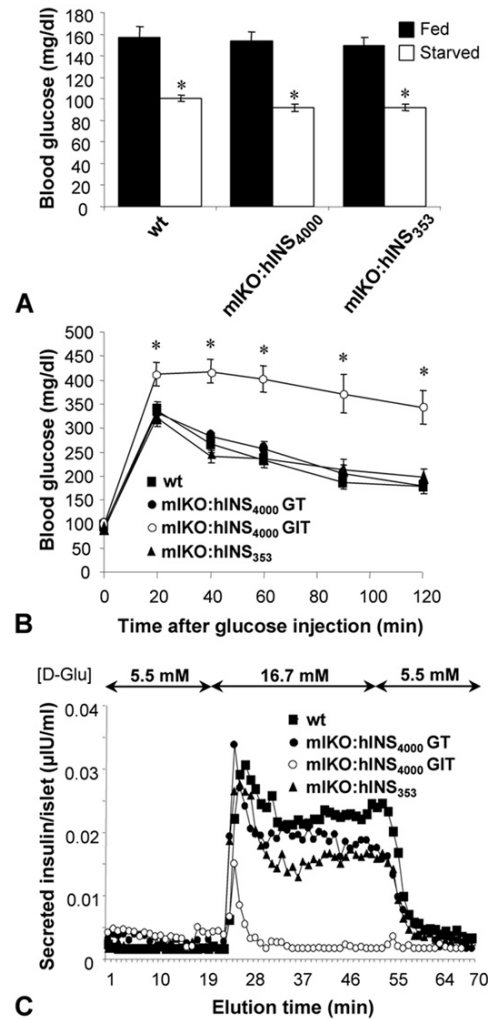 Blood glucose (mg/dl)
180
160
140
120
100
80
60
40
20
0
Fed
Starved
*
*
*
wt
mIKO:hINS4000
mIKO:hINS353
A
Blood glucose (mg/dl)
500
450
400
350
300
250
200
150
100
50
0
* * * * *
wt
mIKO:hINS4000 GT
mIKO:hINS4000 GIT
mIKO:hINS353
0 20 40 60 80 100 120
Time after glucose injection (min)
B
[D-Glu] 5.5 mM 16.7 mM 5.5 mM
Secreted insulin/islet (µIU/ml)
0.04
0.03
0.02
0.01
0
wt
mIKO:hINS4000 GT
mIKO:hINS4000 GIT
mIKO:hINS353
1 10 19 28 37 46 55 64 70
Elution time (min)
C